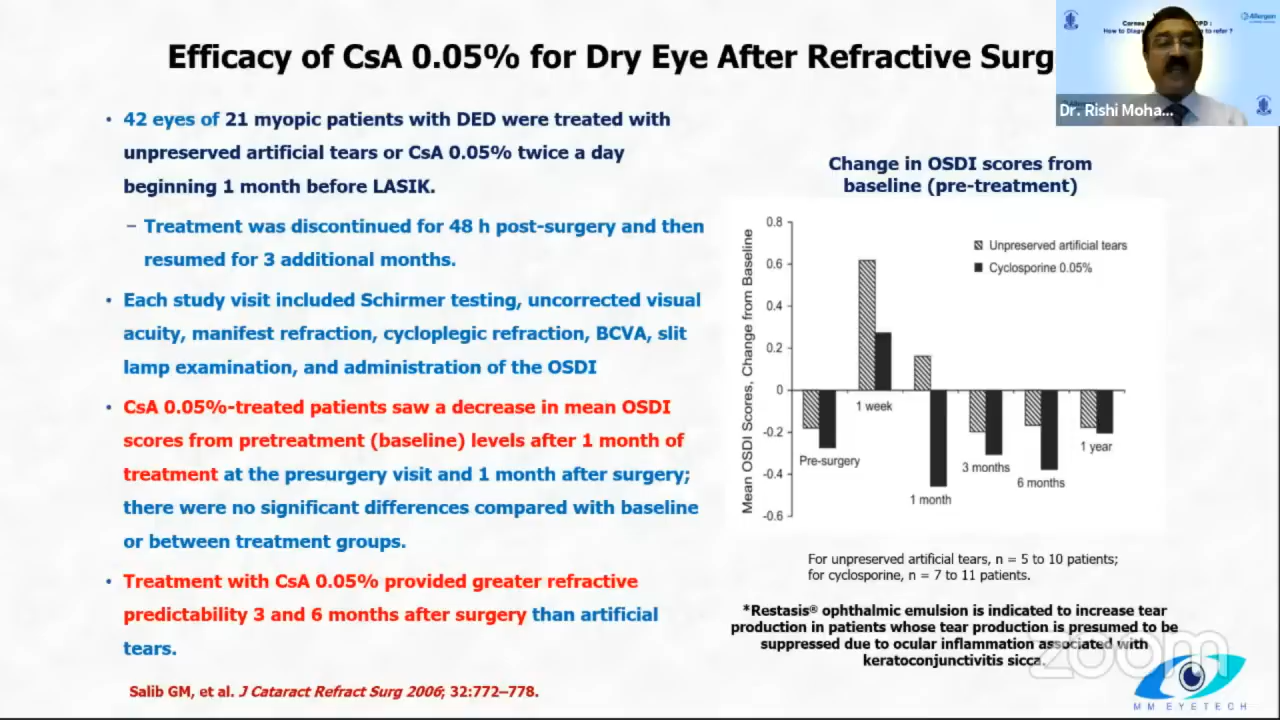 Efficacy of CsA 0.05% for Dry Eye After Refractive Surg
• 42 eyes of 21 myopic patients with DED were treated with
unpreserved artificial tears or CsA 0.05% twice a day
beginning 1 month before LASIK.
– Treatment was discontinued for 48 h post-surgery and then
resumed for 3 additional months.
• Each study visit included Schirmer testing, uncorrected visual
acuity, manifest refraction, cycloplegic refraction, BCVA, slit
lamp examination, and administration of the OSDI
• CsA 0.05%-treated patients saw a decrease in mean OSDI
scores from pretreatment (baseline) levels after 1 month of
treatment at the presurgery visit and 1 month after surgery;
there were no significant differences compared with baseline
or between treatment groups.
• Treatment with CsA 0.05% provided greater refractive
predictability 3 and 6 months after surgery than artificial
tears.
Salib GM, et al. J Cataract Refract Surg 2006; 32:772–778.
Allergan
Cornea
OPD :
How to Diag
to refer ?
Dr. Rishi Moha...
Change in OSDI scores from
baseline (pre-treatment)
Mean OSDI Scores, Change from Baseline
0.8
0.6
0.4
0.2
0
-0.2
-0.4
-0.6
Unpreserved artificial tears
Cyclosporine 0.05%
Pre-surgery
1 week
1 month
3 months
6 months
1 year
For unpreserved artificial tears, n = 5 to 10 patients;
for cyclosporine, n = 7 to 11 patients.
*Restasis® ophthalmic emulsion is indicated to increase tear
production in patients whose tear production is presumed to be
suppressed due to ocular inflammation associated with
keratoconjunctivitis sicca.
zoom
MM EYETECH